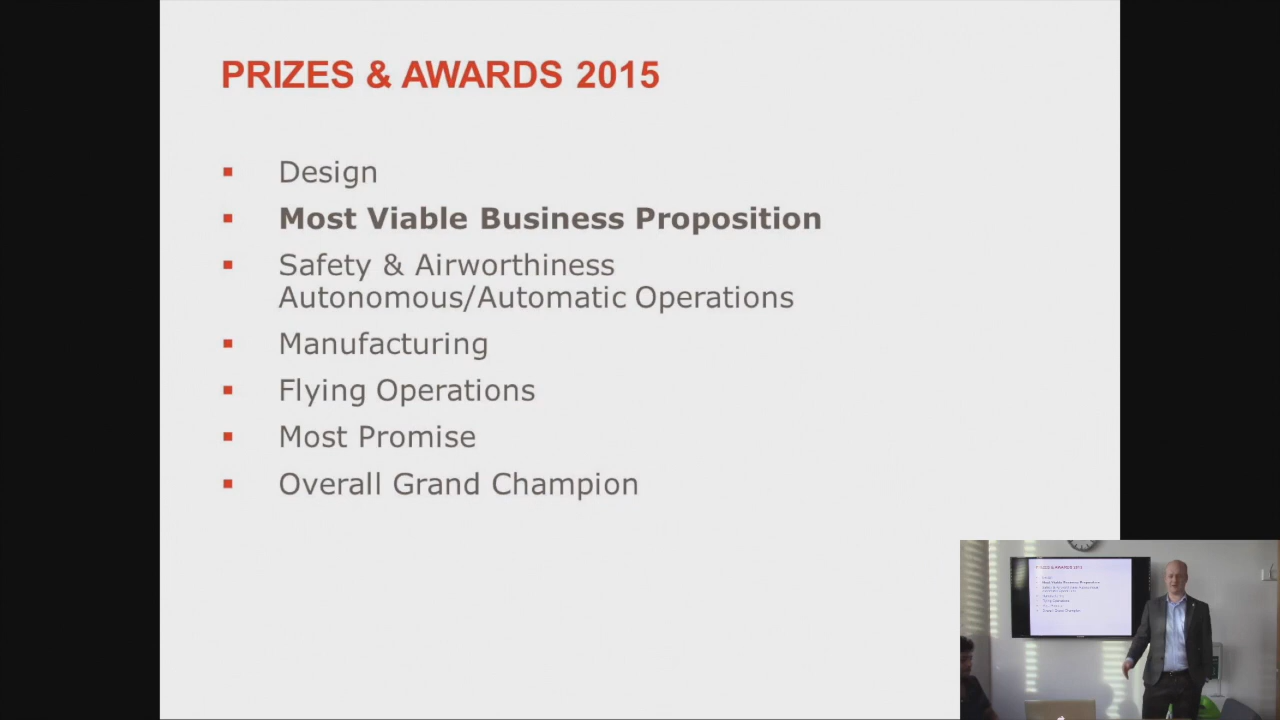 PRIZES & AWARDS 2015
▪ Design
▪ Most Viable Business Proposition
▪ Safety & Airworthiness
Autonomous/Automatic Operations
▪ Manufacturing
▪ Flying Operations
▪ Most Promise
▪ Overall Grand Champion